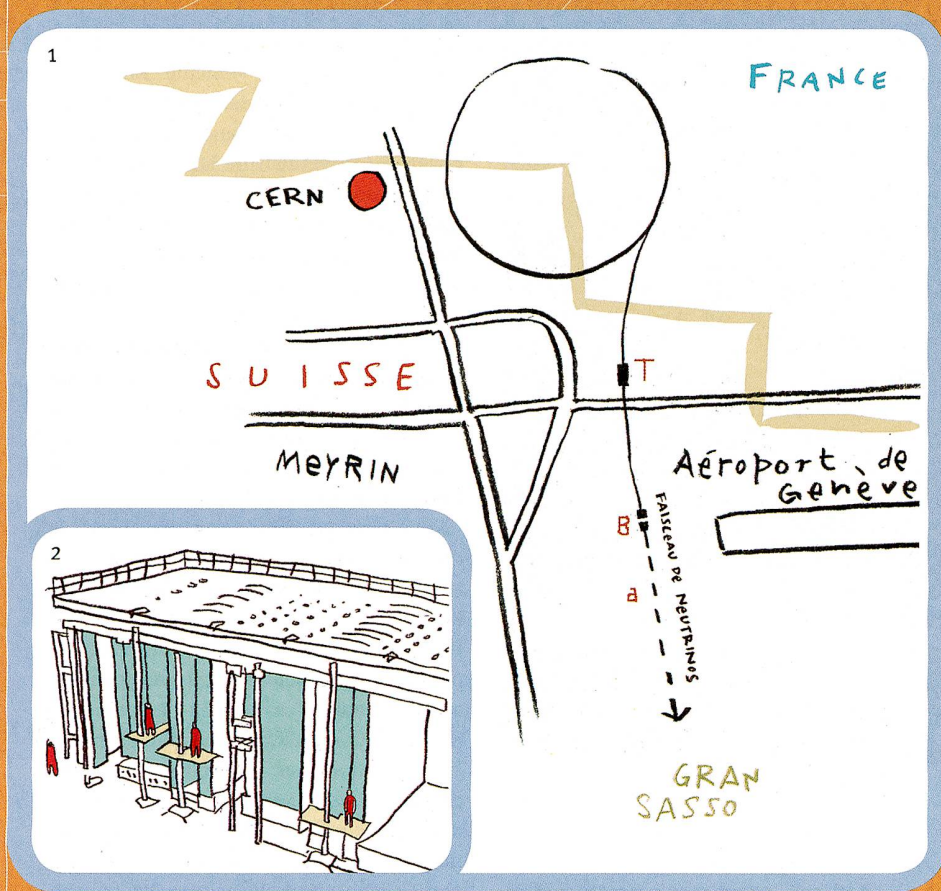 1
FRANCE
CERN
SUISSE
T
MEYRIN
Aéroport de
Genève
B
FAISCEAU DE NEUTRINOS
a
GRAN
SASSO
2